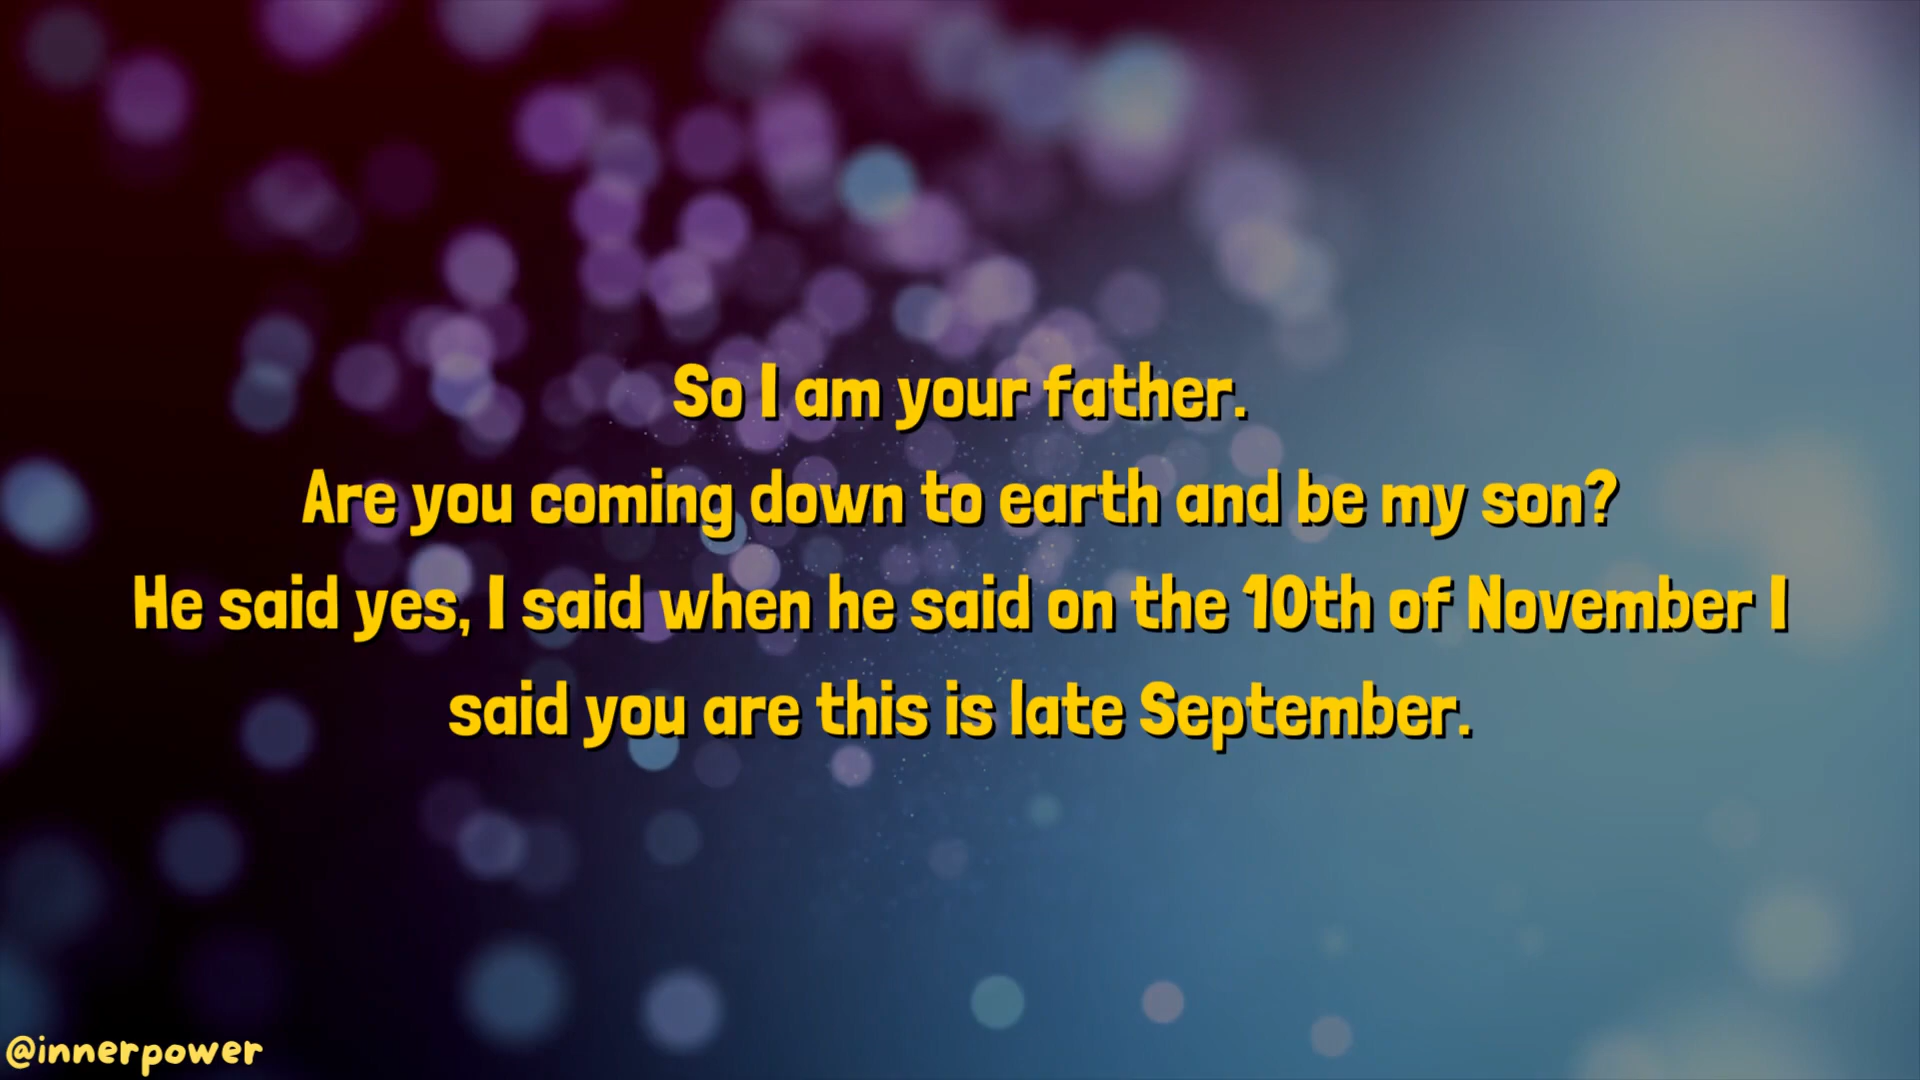 So I am your father.
Are you coming down to earth and be my son?
He said yes, I said when he said on the 10th of November I
said you are this is late September.
@innerpower